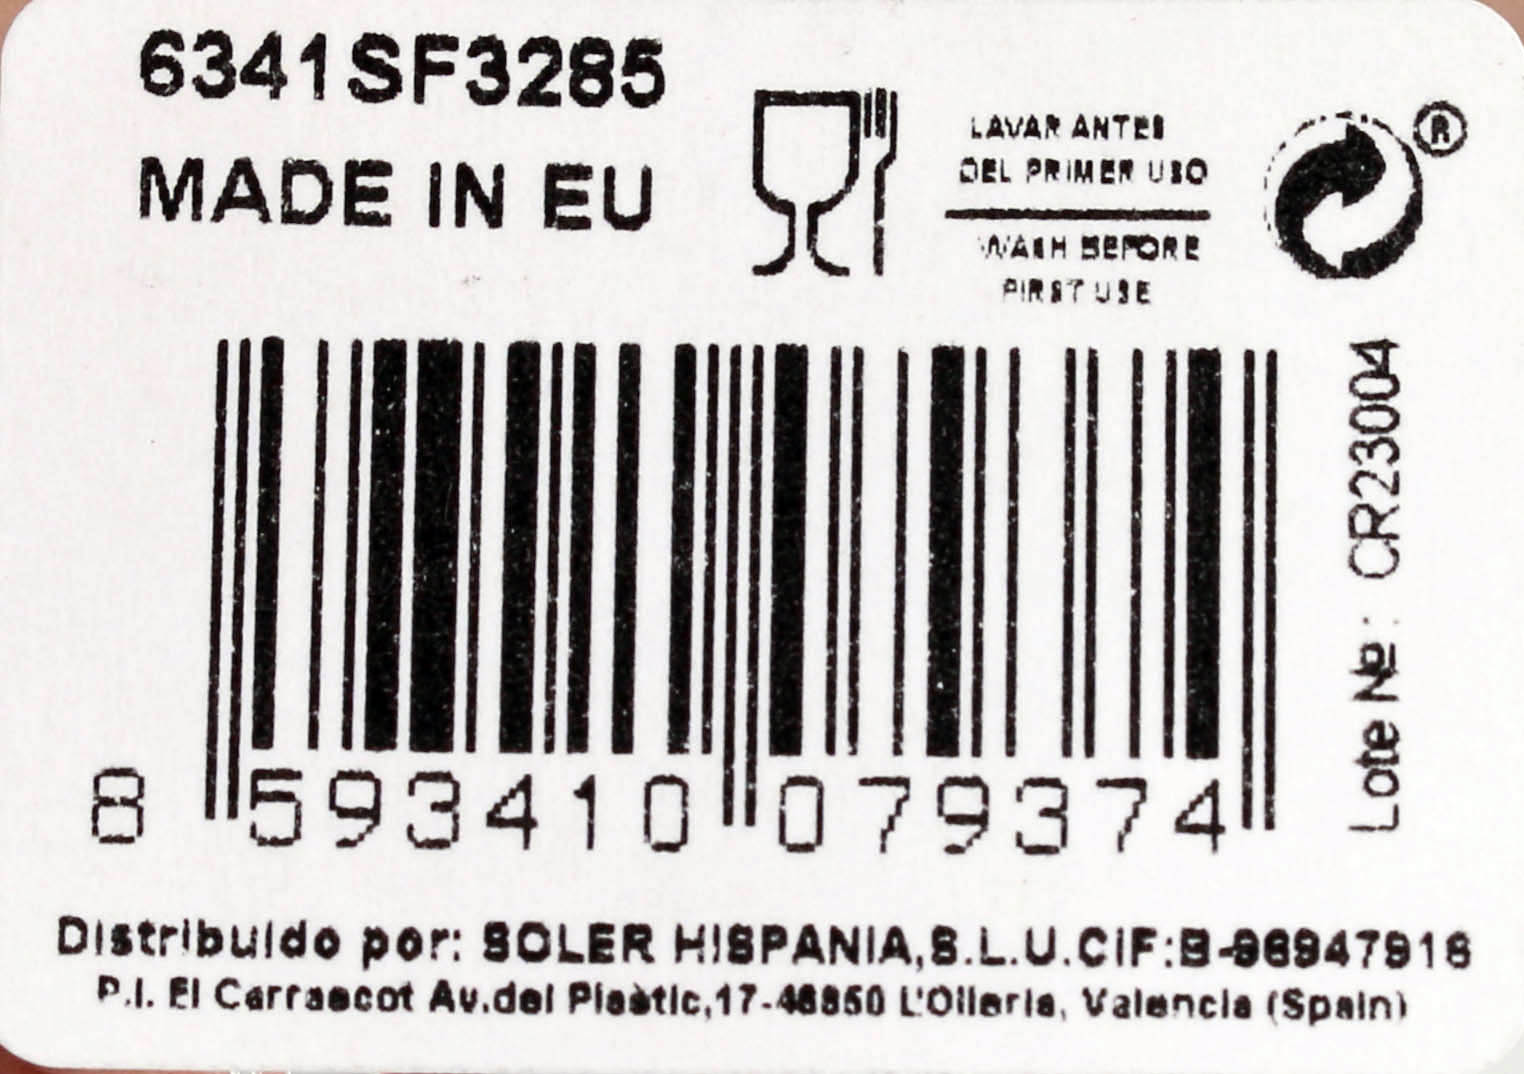 6341SF3285
MADE IN EU
LAVAR ANTES
DEL PRIMER USO
WASH BEFORE
FIRST USE
®
Lote №: CR23004
8 593410 079374
Distribuido por: SOLER HISPANIA,S.L.U.CIF:B-96947916
P.I. El Carrascot Av.del Plàstic,17-46850 L'Olleria, Valencia (Spain)